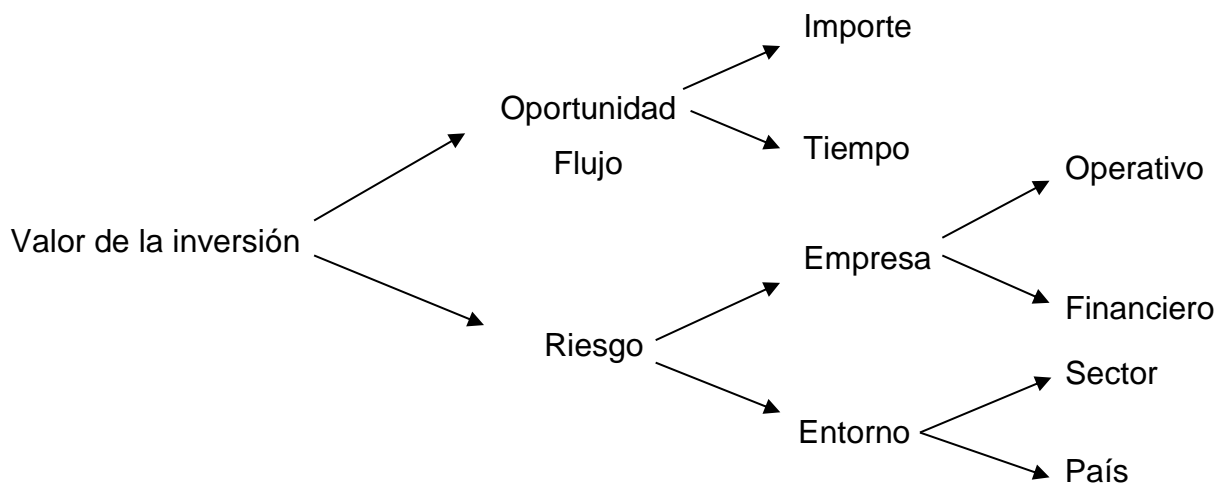 Importe
Oportunidad
Flujo
Tiempo
Operativo
Valor de la inversión
Empresa
Financiero
Riesgo
Sector
Entorno
País